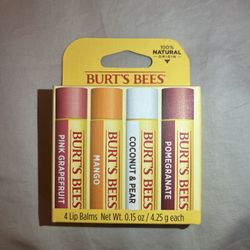 100%
NATURAL
ORIGIN
BURT'S BEES
PINK GRAPEFRUIT
BURT'S BEES
MANGO
BURT'S BEES
COCONUT & PEAR
BURT'S BEES
POMEGRANATE
BURT'S BEES
4 Lip Balms Net Wt. 0.15 oz / 4.25 g each